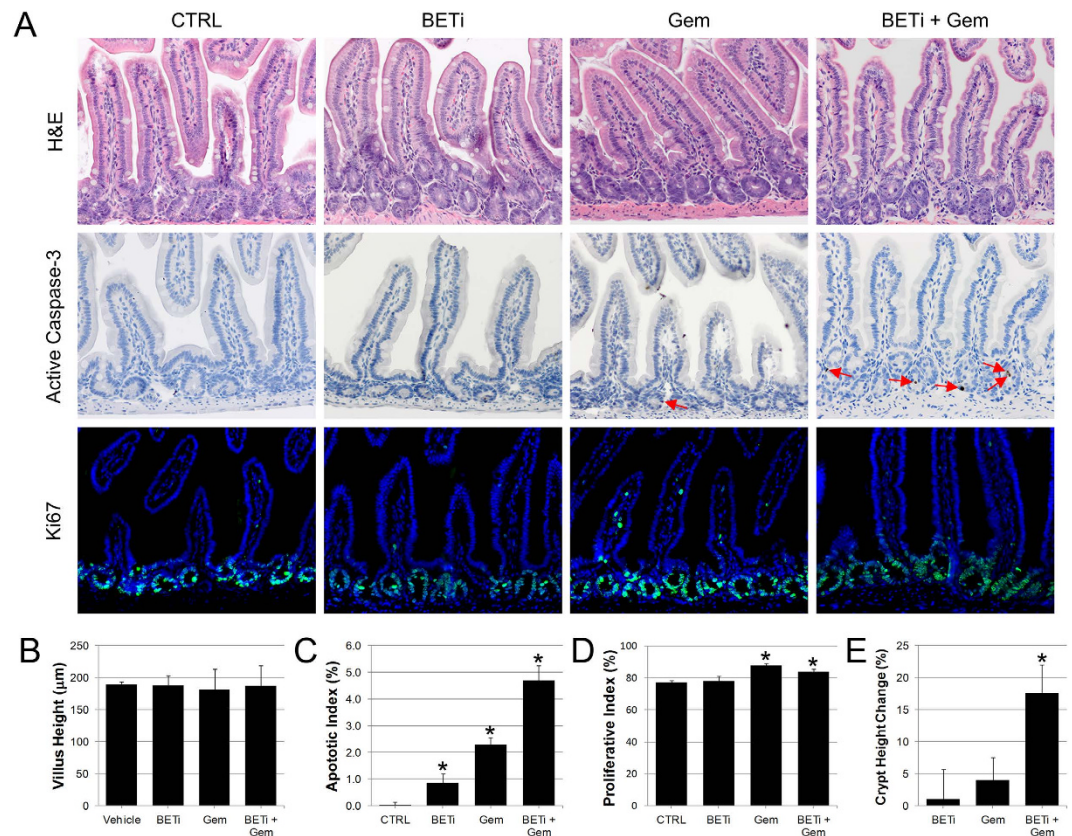 A
CTRL BETi Gem BETi + Gem
H&E
Active Caspase-3
Ki67
B
Villus Height (μm)
250
200
150
100
50
0
Vehicle BETi Gem BETi +
Gem
C
Apoptotic Index (%)
6.0
5.0
4.0
3.0
2.0
1.0
0.0
* * *
CTRL BETi Gem BETi +
Gem
D
Proliferative Index (%)
100
80
60
40
20
0
* *
CTRL BETi Gem BETi +
Gem
E
Crypt Height Change (%)
25
20
15
10
5
0
*
BETi Gem BETi +
Gem